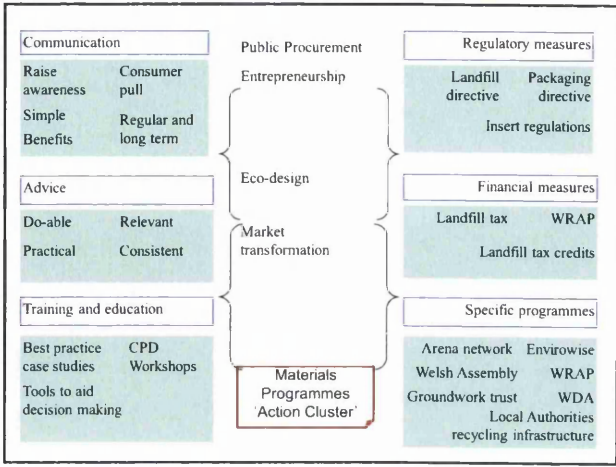 Communication
Raise awareness
Consumer pull
Simple
Benefits
Regular and long term
Advice
Do-able
Relevant
Practical
Consistent
Training and education
Best practice case studies
CPD
Workshops
Tools to aid decision making
Public Procurement
Entrepreneurship
Eco-design
Market transformation
Materials
Programmes
'Action Cluster'
Regulatory measures
Landfill directive
Packaging directive
Insert regulations
Financial measures
Landfill tax
WRAP
Landfill tax credits
Specific programmes
Arena network
Envirowise
Welsh Assembly
WRAP
Groundwork trust
WDA
Local Authorities
recycling infrastructure